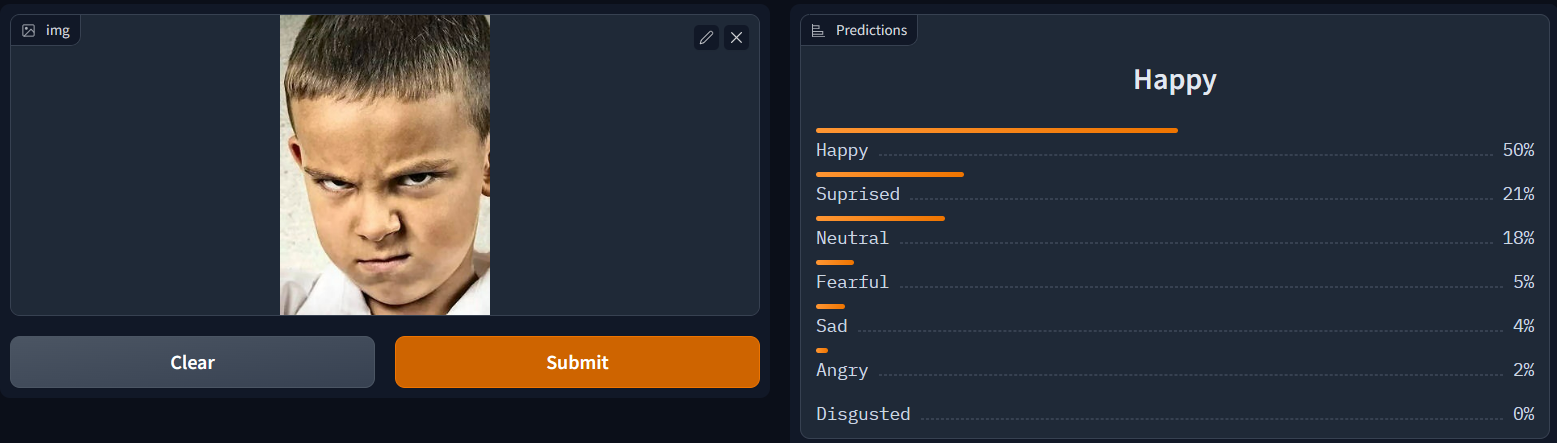 img
Clear
Submit
Predictions
Happy
Happy 50%
Suprised 21%
Neutral 18%
Fearful 5%
Sad 4%
Angry 2%
Disgusted 0%